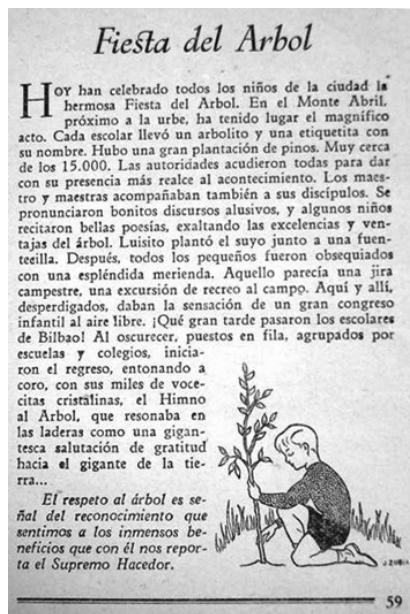 Fiesta del Arbol
HOY han celebrado todos los niños de la ciudad la
hermosa Fiesta del Arbol. En el Monte Abril,
próximo a la urbe, ha tenido lugar el magnífico
acto. Cada escolar llevó un arbolito y una etiquetita con
su nombre. Hubo una gran plantación de pinos. Muy cerca
de los 15.000. Las autoridades acudieron todas para dar
con su presencia más realce al acontecimiento. Los maes-
tro y maestras acompañaban también a sus discípulos. Se
pronunciaron bonitos discursos alusivos, y algunos niños
recitaron bellas poesías, exaltando las excelencias y ven-
tajas del árbol. Luisito plantó el suyo junto a una fuen-
tecilla. Después, todos los pequeños fueron obsequiados
con una espléndida merienda. Aquello parecía una jira
campestre, una excursión de recreo al campo. Aquí y allí,
desperdigados, daban la sensación de un gran congreso
infantil al aire libre. ¡Qué gran tarde pasaron los escolares
de Bilbao! Al oscurecer, puestos en fila, agrupados por
escuelas y colegios, inicia-
ron el regreso, entonando a
coro, con sus miles de voce-
citas cristalinas, el Himno
al Arbol, que resonaba en
las laderas como una gigan-
tesca salutación de gratitud
hacia el gigante de la tie-
rra...
El respeto al árbol es se-
ñal del reconocimiento que
sentimos a los inmensos be-
neficios que con él nos repor-
ta el Supremo Hacedor.
J. ZUBIA
59